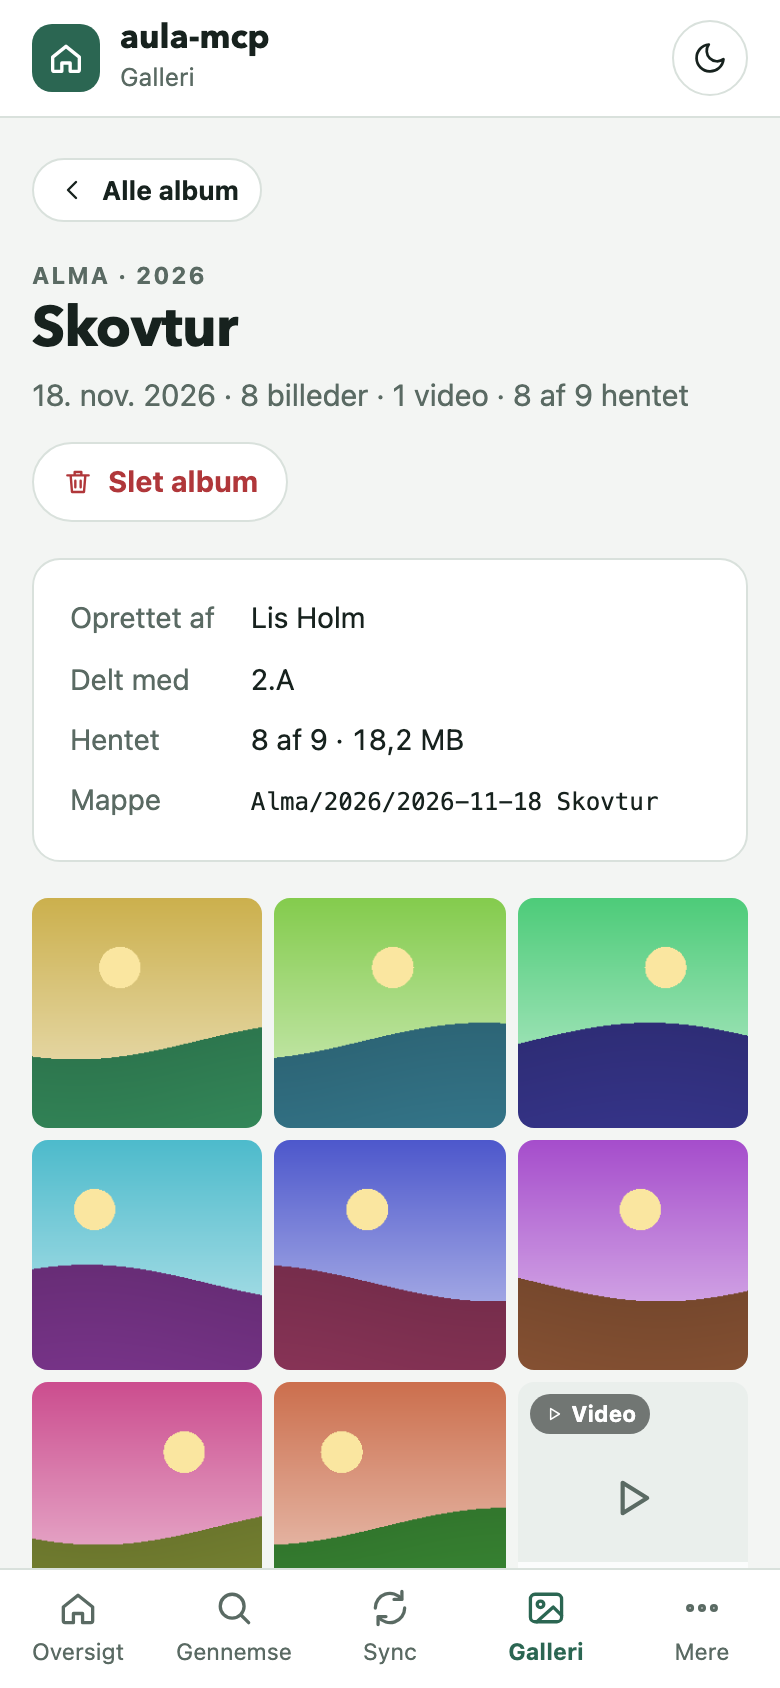 aula-mcp
Galleri
Alle album
ALMA · 2026
Skovtur
18. nov. 2026 · 8 billeder · 1 video · 8 af 9 hentet
Slet album
Oprettet af Lis Holm
Delt med 2.A
Hentet 8 af 9 · 18,2 MB
Mappe Alma/2026/2026-11-18 Skovtur
Video
Oversigt Gennemse Sync Galleri Mere